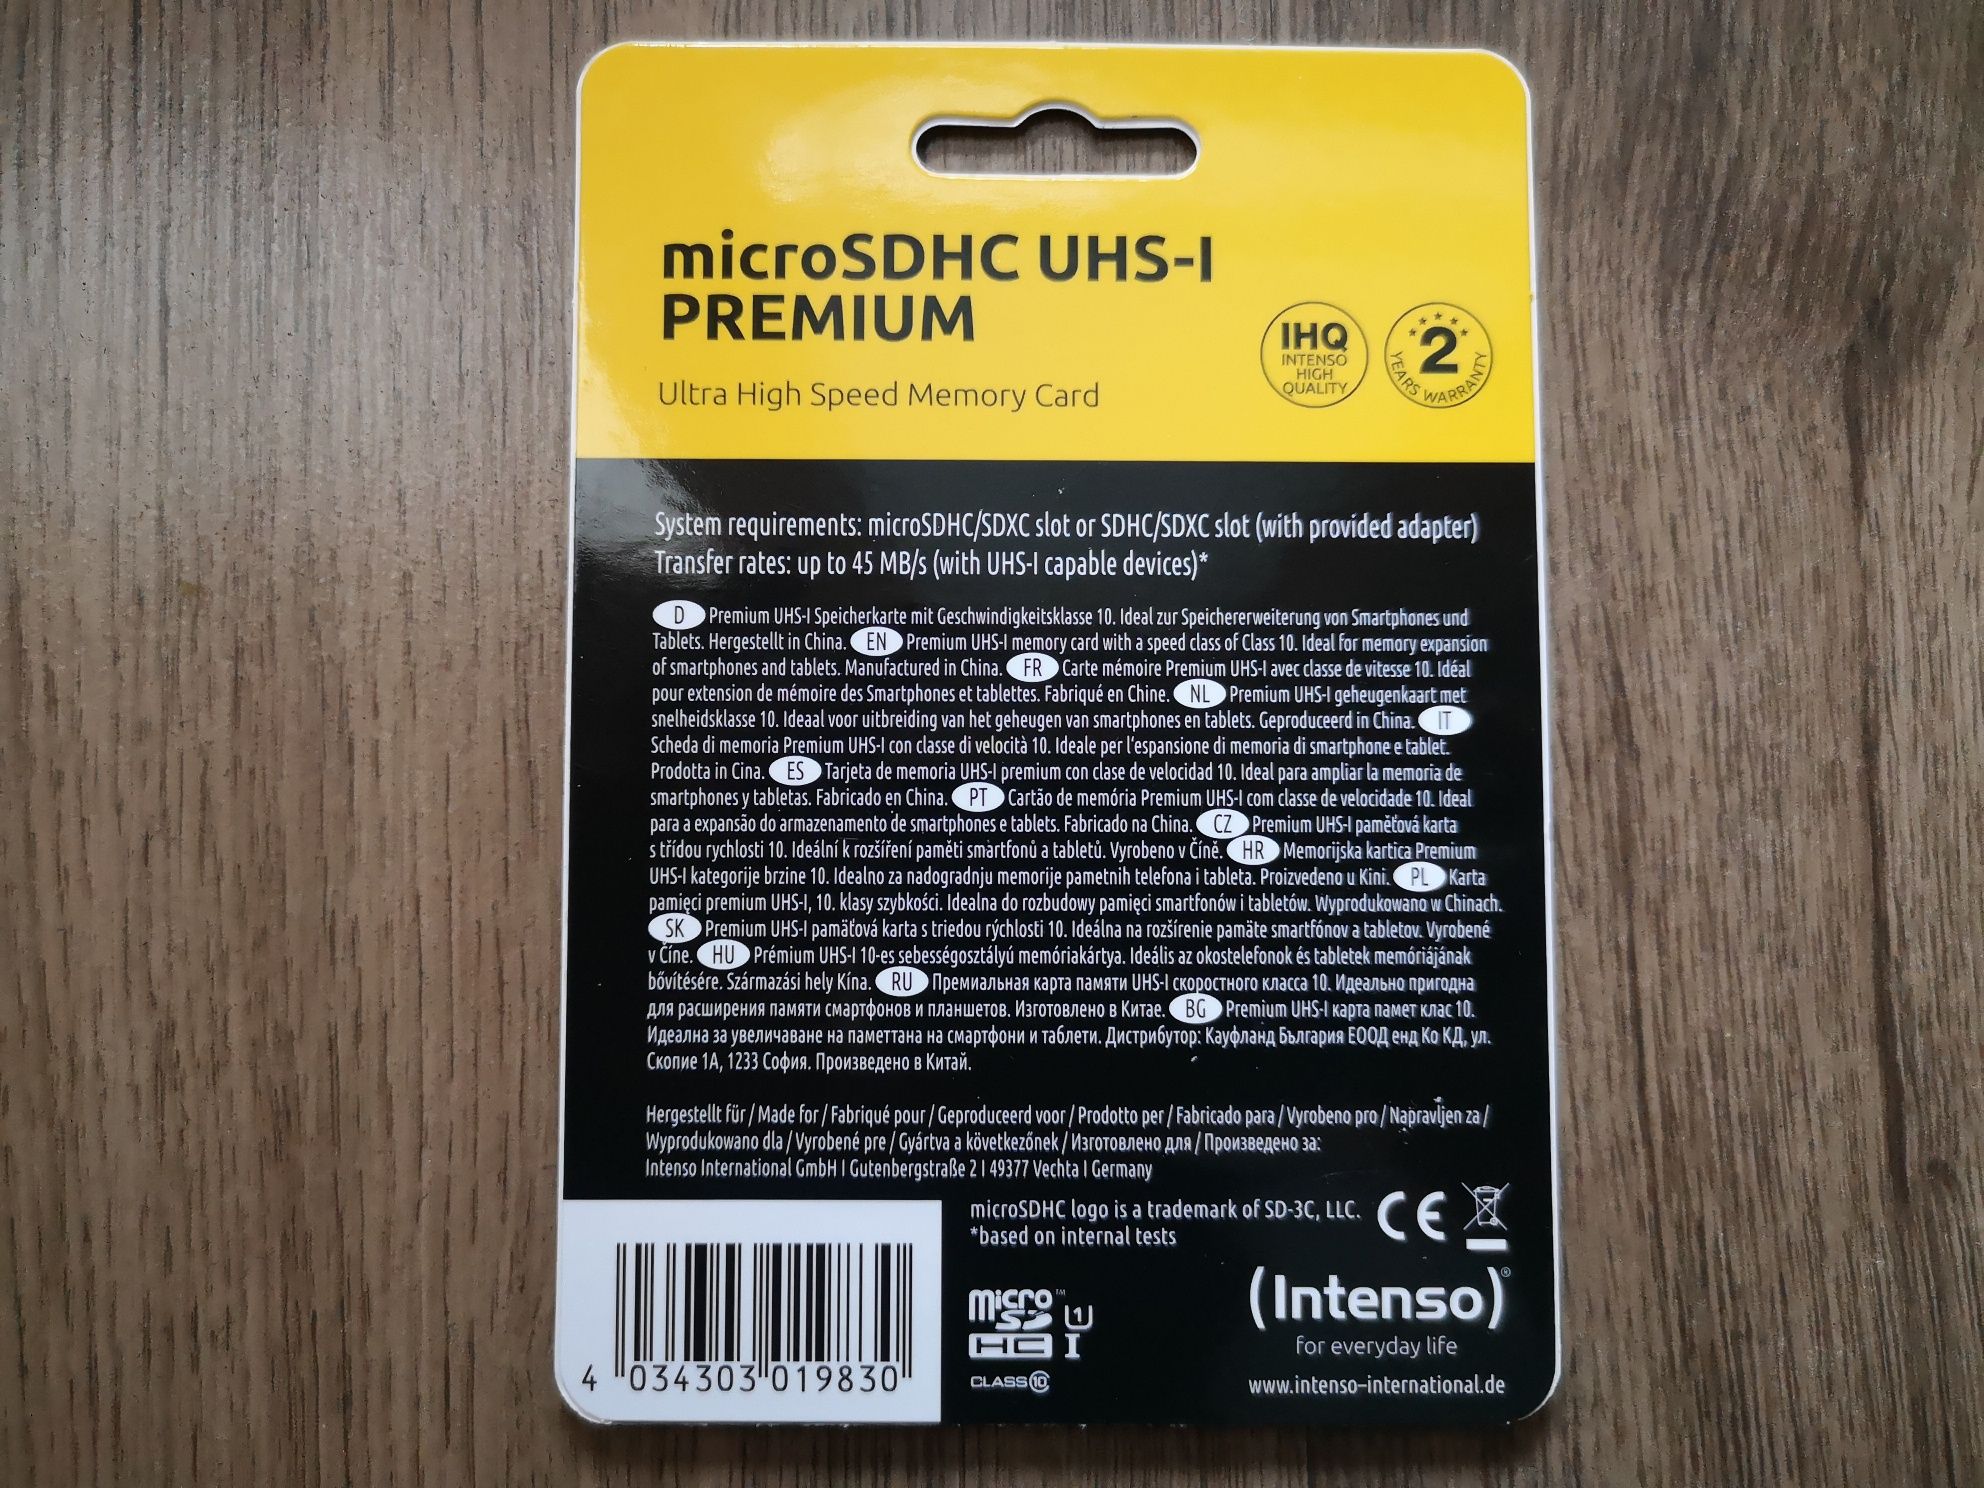 microSDHC UHS-I
PREMIUM
Ultra High Speed Memory Card
IHQ
INTENSO
HIGH
QUALITY
2
YEARS WARRANTY
System requirements: microSDHC/SDXC slot or SDHC/SDXC slot (with provided adapter)
Transfer rates: up to 45 MB/s (with UHS-I capable devices)*
D Premium UHS-I Speicherkarte mit Geschwindigkeitsklasse 10. Ideal zur Speichererweiterung von Smartphones und
Tablets. Hergestellt in China. EN Premium UHS-I memory card with a speed class of Class 10. Ideal for memory expansion
of smartphones and tablets. Manufactured in China. FR Carte mémoire Premium UHS-I avec classe de vitesse 10. Idéal
pour extension de mémoire des Smartphones et tablettes. Fabriqué en Chine. NL Premium UHS-I geheugenkaart met
snelheidsklasse 10. Ideaal voor uitbreiding van het geheugen van smartphones en tablets. Geproduceerd in China. IT
Scheda di memoria Premium UHS-I con classe di velocità 10. Ideale per l'espansione di memoria di smartphone e tablet.
Prodotta in Cina. ES Tarjeta de memoria UHS-I premium con clase de velocidad 10. Ideal para ampliar la memoria de
smartphones y tabletas. Fabricado en China. PT Cartão de memória Premium UHS-I com classe de velocidade 10. Ideal
para a expansão do armazenamento de smartphones e tablets. Fabricado na China. CZ Premium UHS-I paměťová karta
s třídou rychlosti 10. Ideální k rozšíření paměti smartfonů a tabletů. Vyrobeno v Číně. HR Memorijska kartica Premium
UHS-I kategorije brzine 10. Idealno za nadogradnju memorije pametnih telefona i tableta. Proizvedeno u Kini. PL Karta
pamięci premium UHS-I, 10. klasy szybkości. Idealna do rozbudowy pamięci smartfonów i tabletów. Wyprodukowano w Chinach.
SK Premium UHS-I pamäťová karta s triedou rýchlosti 10. Ideálna na rozšírenie pamäte smartfónov a tabletov. Vyrobené
v Číne. HU Prémium UHS-I 10-es sebességosztályú memóriakártya. Ideális az okostelefonok és tabletek memóriájának
bővítésére. Származási hely Kína. RU Премиальная карта памяти UHS-I скоростного класса 10. Идеально пригодна
для расширения памяти смартфонов и планшетов. Изготовлено в Китае. BG Premium UHS-I карта памет клас 10.
Идеална за увеличаване на паметтана на смартфони и таблети. Дистрибутор: Кауфланд България ЕООД енд Ко КД, ул.
Скопие 1А, 1233 София. Произведено в Китай.
Hergestellt für / Made for / Fabriqué pour / Geproduceerd voor / Prodotto per / Fabricado para / Vyrobeno pro / Napravljen za /
Wyprodukowano dla / Vyrobené pre / Gyártva a következőnek / Изготовлено для / Произведено за:
Intenso International GmbH I Gutenbergstraße 2 I 49377 Vechta I Germany
microSDHC logo is a trademark of SD-3C, LLC.
*based on internal tests
CE
micro
SD
HC
™
1
I
CLASS 10
(Intenso)®
for everyday life
www.intenso-international.de
4 034303 019830